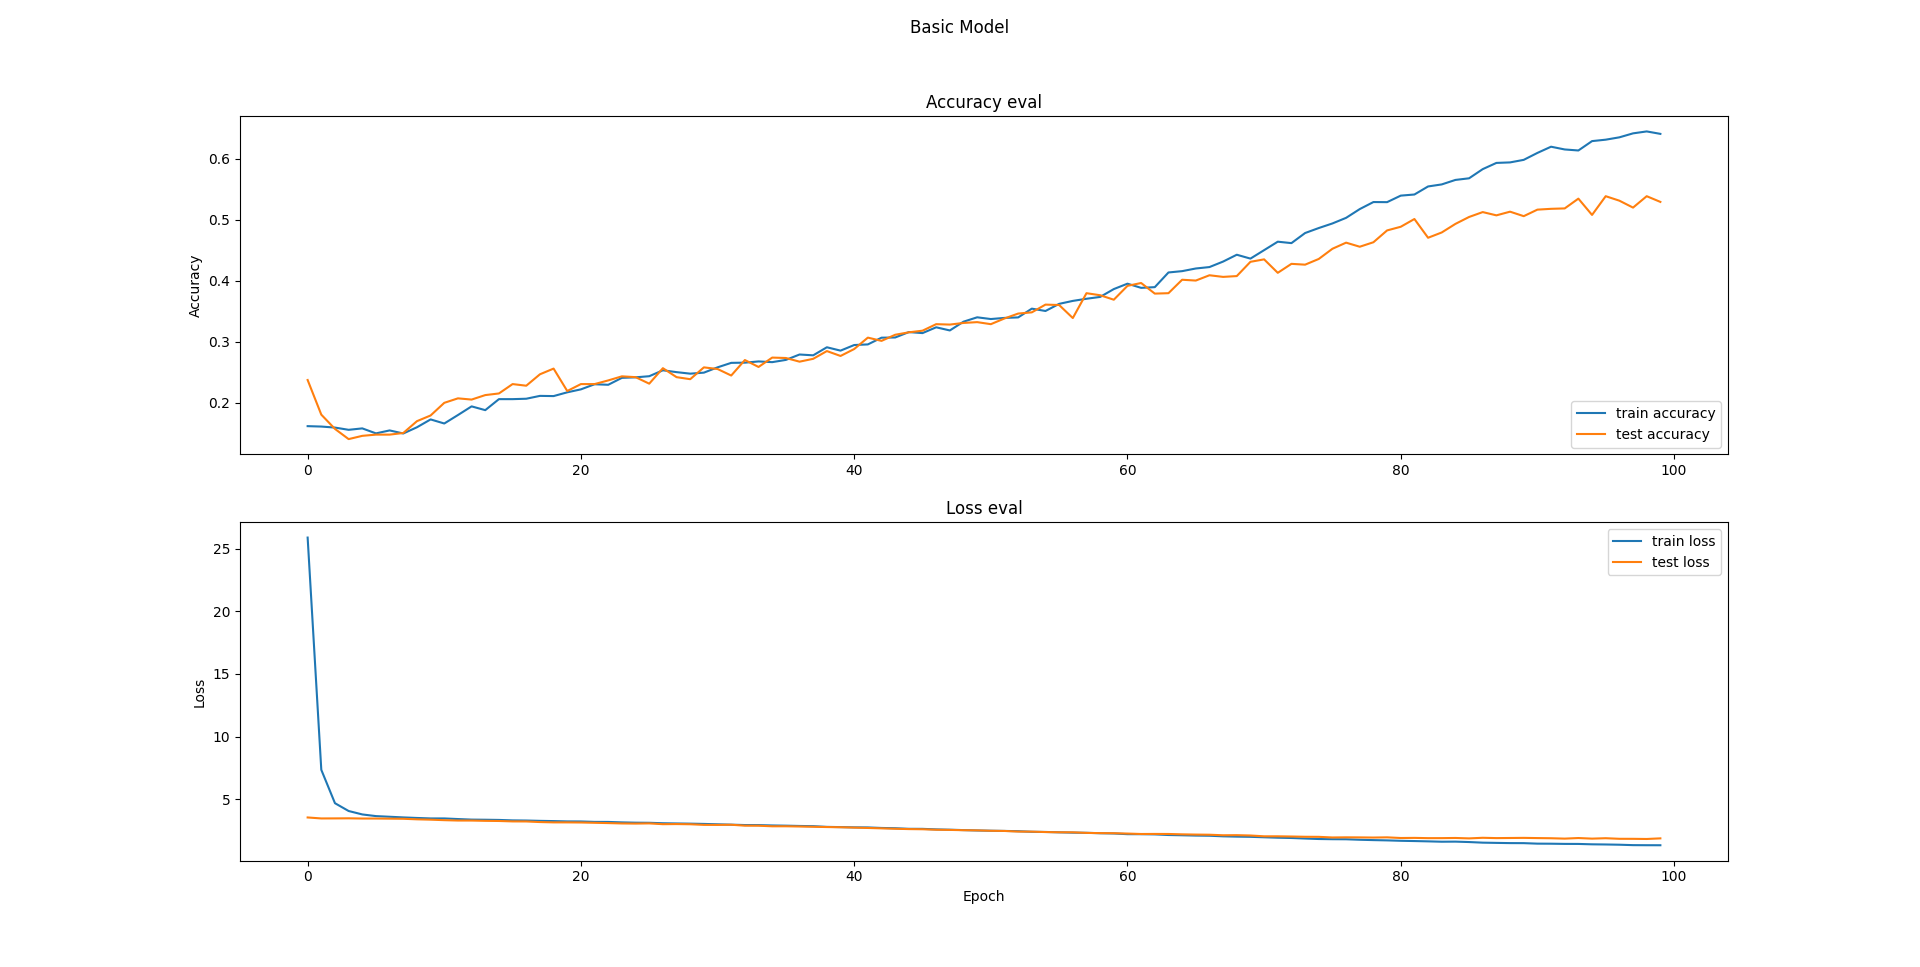 Basic Model
Accuracy eval
Accuracy
0.6
0.5
0.4
0.3
0.2
train accuracy
test accuracy
0 20 40 60 80 100
Loss eval
Loss
25
20
15
10
5
train loss
test loss
0 20 40 60 80 100
Epoch